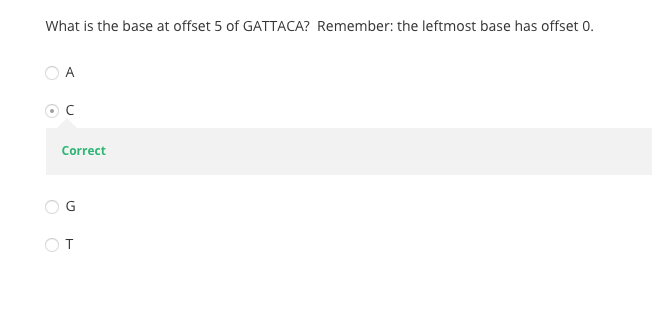 What is the base at offset 5 of GATTACA?  Remember: the leftmost base has offset 0.
A
C
Correct
G
T